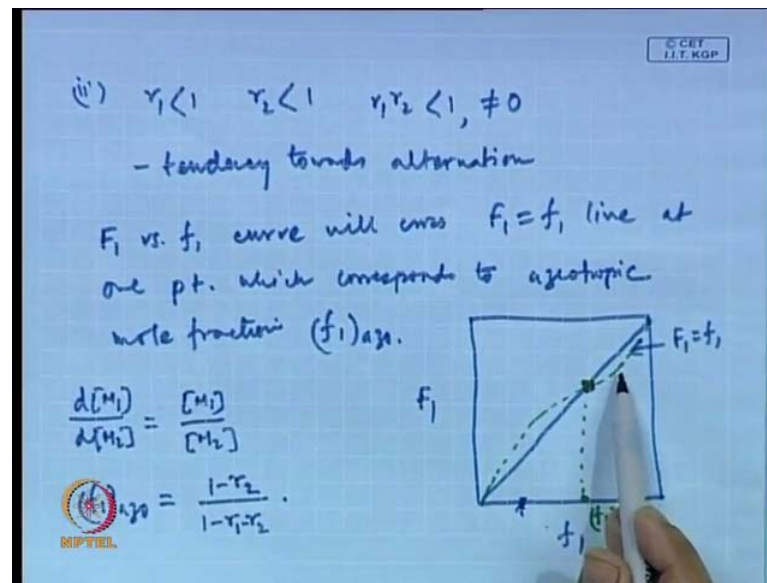 © CET
I.I.T. KGP
(ii) r₁ < 1 r₂ < 1 r₁ r₂ < 1, ≠ 0
- tendency towards alternation
F₁ vs. f₁ curve will cross F₁ = f₁ line at
one pt. which corresponds to azeotropic
mole fraction (f₁)azo.
d[M₁]/d[M₂] = [M₁]/[M₂]
F₁
F₁ = f₁
azo = 1-r₂/1-r₁-r₂ .
f₁
NPTEL